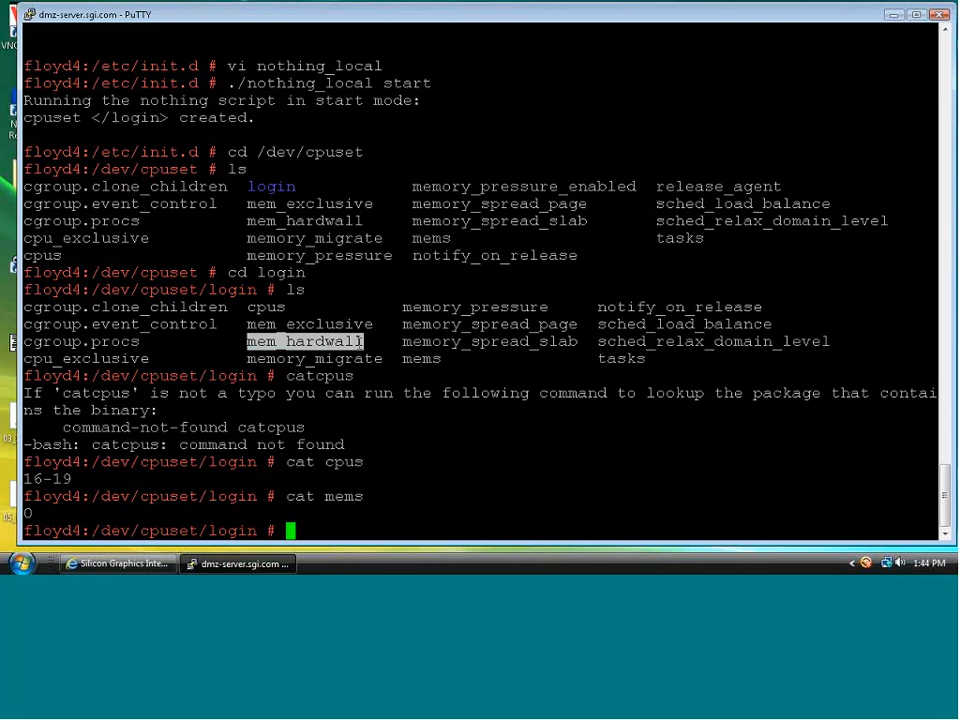 dmz-server.sgi.com - PuTTY
floyd4:/etc/init.d # vi nothing_local
floyd4:/etc/init.d # ./nothing_local start
Running the nothing script in start mode:
cpuset </login> created.
floyd4:/etc/init.d # cd /dev/cpuset
floyd4:/dev/cpuset # ls
cgroup.clone_children login memory_pressure_enabled release_agent
cgroup.event_control mem_exclusive memory_spread_page sched_load_balance
cgroup.procs mem_hardwall memory_spread_slab sched_relax_domain_level
cpu_exclusive memory_migrate mems tasks
cpus memory_pressure notify_on_release
floyd4:/dev/cpuset # cd login
floyd4:/dev/cpuset/login # ls
cgroup.clone_children cpus memory_pressure notify_on_release
cgroup.event_control mem_exclusive memory_spread_page sched_load_balance
cgroup.procs mem_hardwall memory_spread_slab sched_relax_domain_level
cpu_exclusive memory_migrate mems tasks
floyd4:/dev/cpuset/login # catcpus
If 'catcpus' is not a typo you can run the following command to lookup the package that contai
ns the binary:
command-not-found catcpus
-bash: catcpus: command not found
floyd4:/dev/cpuset/login # cat cpus
16-19
floyd4:/dev/cpuset/login # cat mems
0
floyd4:/dev/cpuset/login #
Silicon Graphics Inte... dmz-server.sgi.com ... 1:44 PM